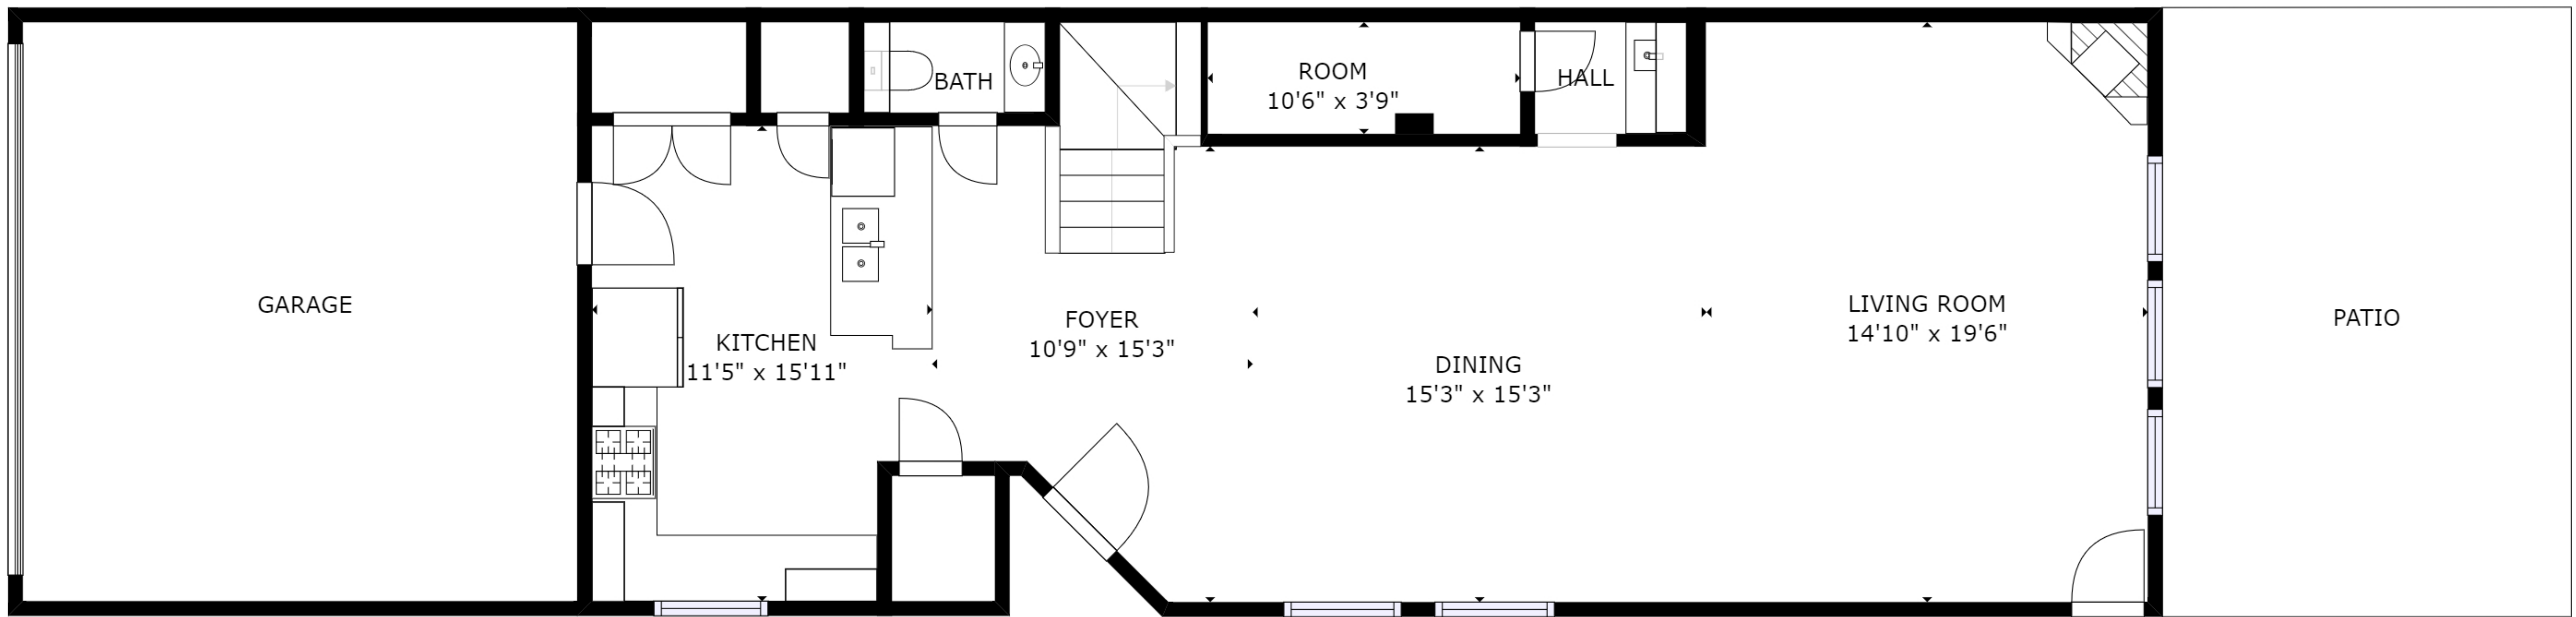 GARAGE
KITCHEN
11'5" x 15'11"
BATH
FOYER
10'9" x 15'3"
ROOM
10'6" x 3'9"
HALL
DINING
15'3" x 15'3"
LIVING ROOM
14'10" x 19'6"
PATIO